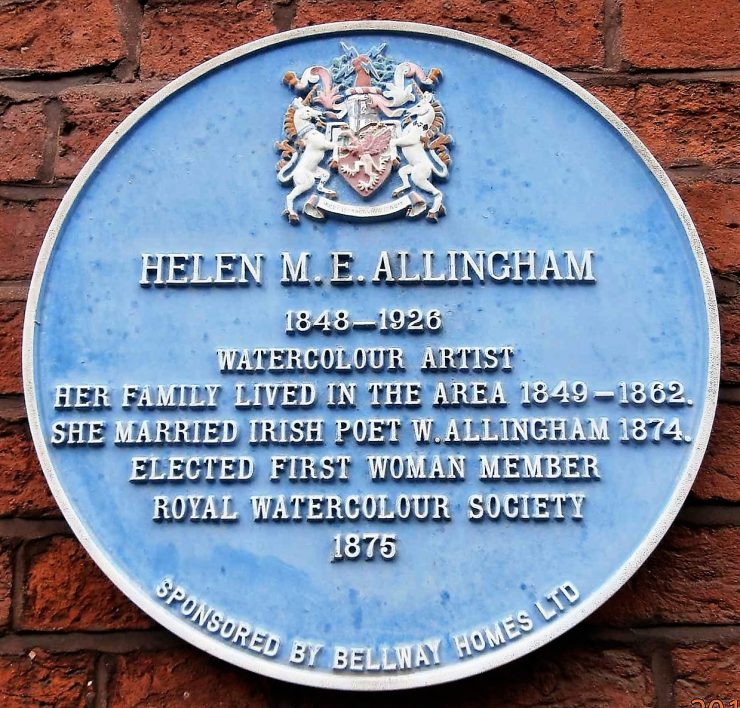 HELEN M. E. ALLINGHAM
1848–1926
WATERCOLOUR ARTIST
HER FAMILY LIVED IN THE AREA 1849–1862.
SHE MARRIED IRISH POET W. ALLINGHAM 1874.
ELECTED FIRST WOMAN MEMBER
ROYAL WATERCOLOUR SOCIETY
1875
SPONSORED BY BELLWAY HOMES LTD